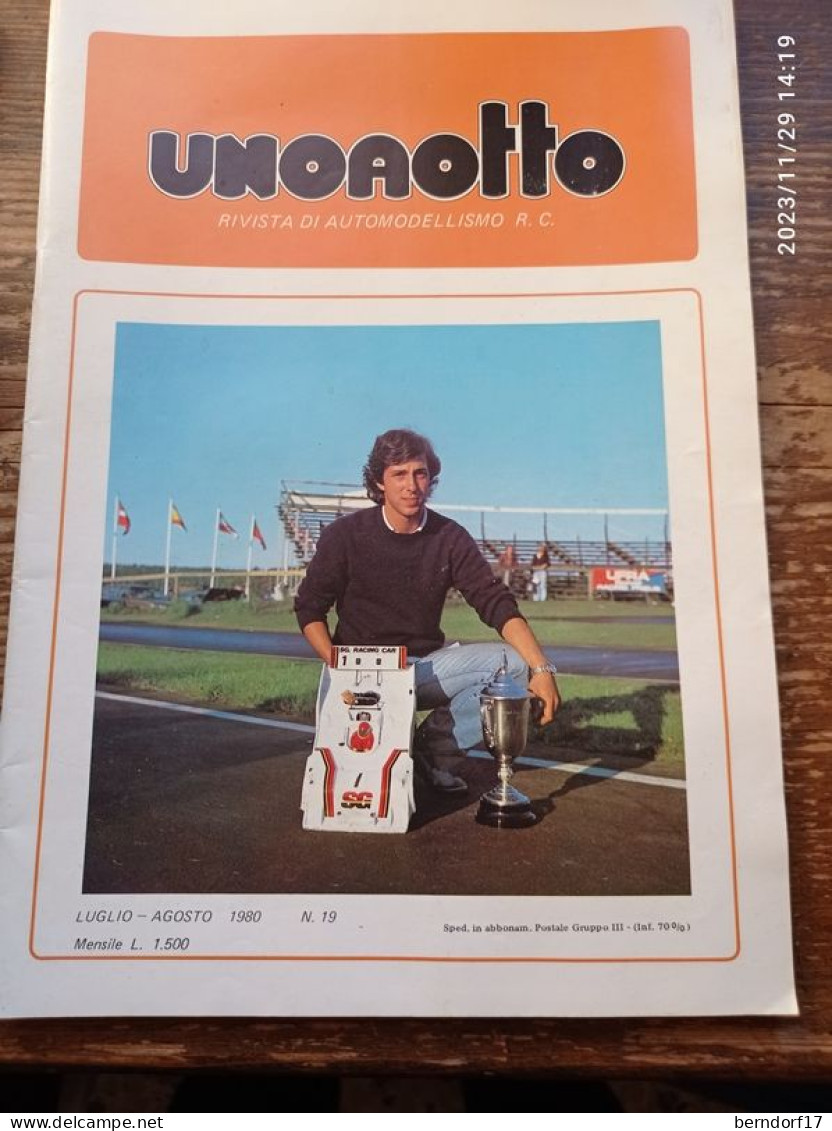 UNOAOTTO
RIVISTA DI AUTOMODELLISMO R. C.
2023/11/29 14:19
SG. RACING CAR
1
SG
LUGLIO – AGOSTO 1980 N. 19
Mensile L. 1.500
Sped. in abbonam. Postale Gruppo III - (Inf. 70%)
delcampe.net
berndorf17